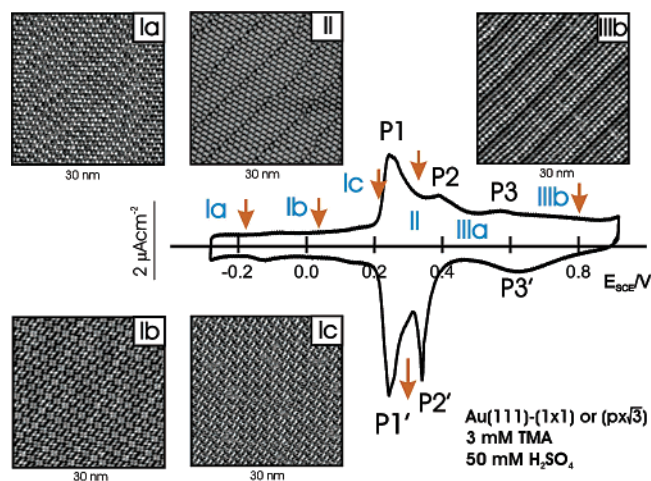 Ia
II
IIIb
30 nm
30 nm
30 nm
P1
P2
P3
Ia
Ib
Ic
II
IIIa
IIIb
2 µAcm⁻²
-0.2
0.0
0.2
0.4
0.8
E_SCE/V
P1'
P2'
P3'
Ib
Ic
30 nm
30 nm
Au(111)-(1x1) or (px√3)
3 mM TMA
50 mM H₂SO₄